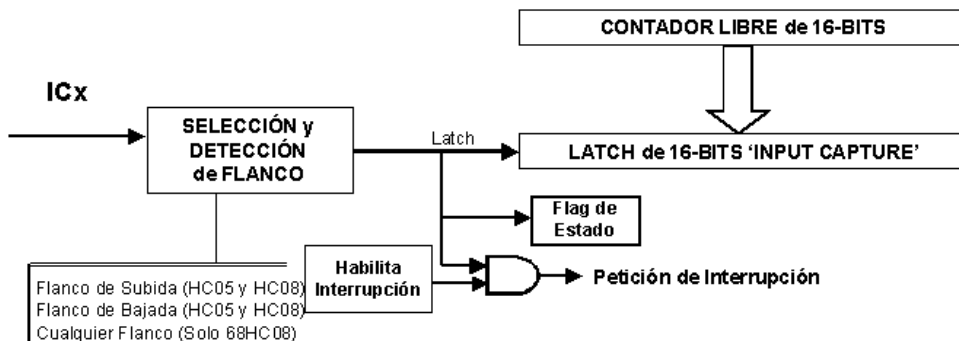 CONTADOR LIBRE de 16-BITS
ICx
SELECCIÓN y
DETECCIÓN
de FLANCO
Latch
LATCH de 16-BITS ‘INPUT CAPTURE’
Flag de
Estado
Habilita
Interrupción
Petición de Interrupción
Flanco de Subida (HC05 y HC08)
Flanco de Bajada (HC05 y HC08)
Cualquier Flanco (Solo 68HC08)